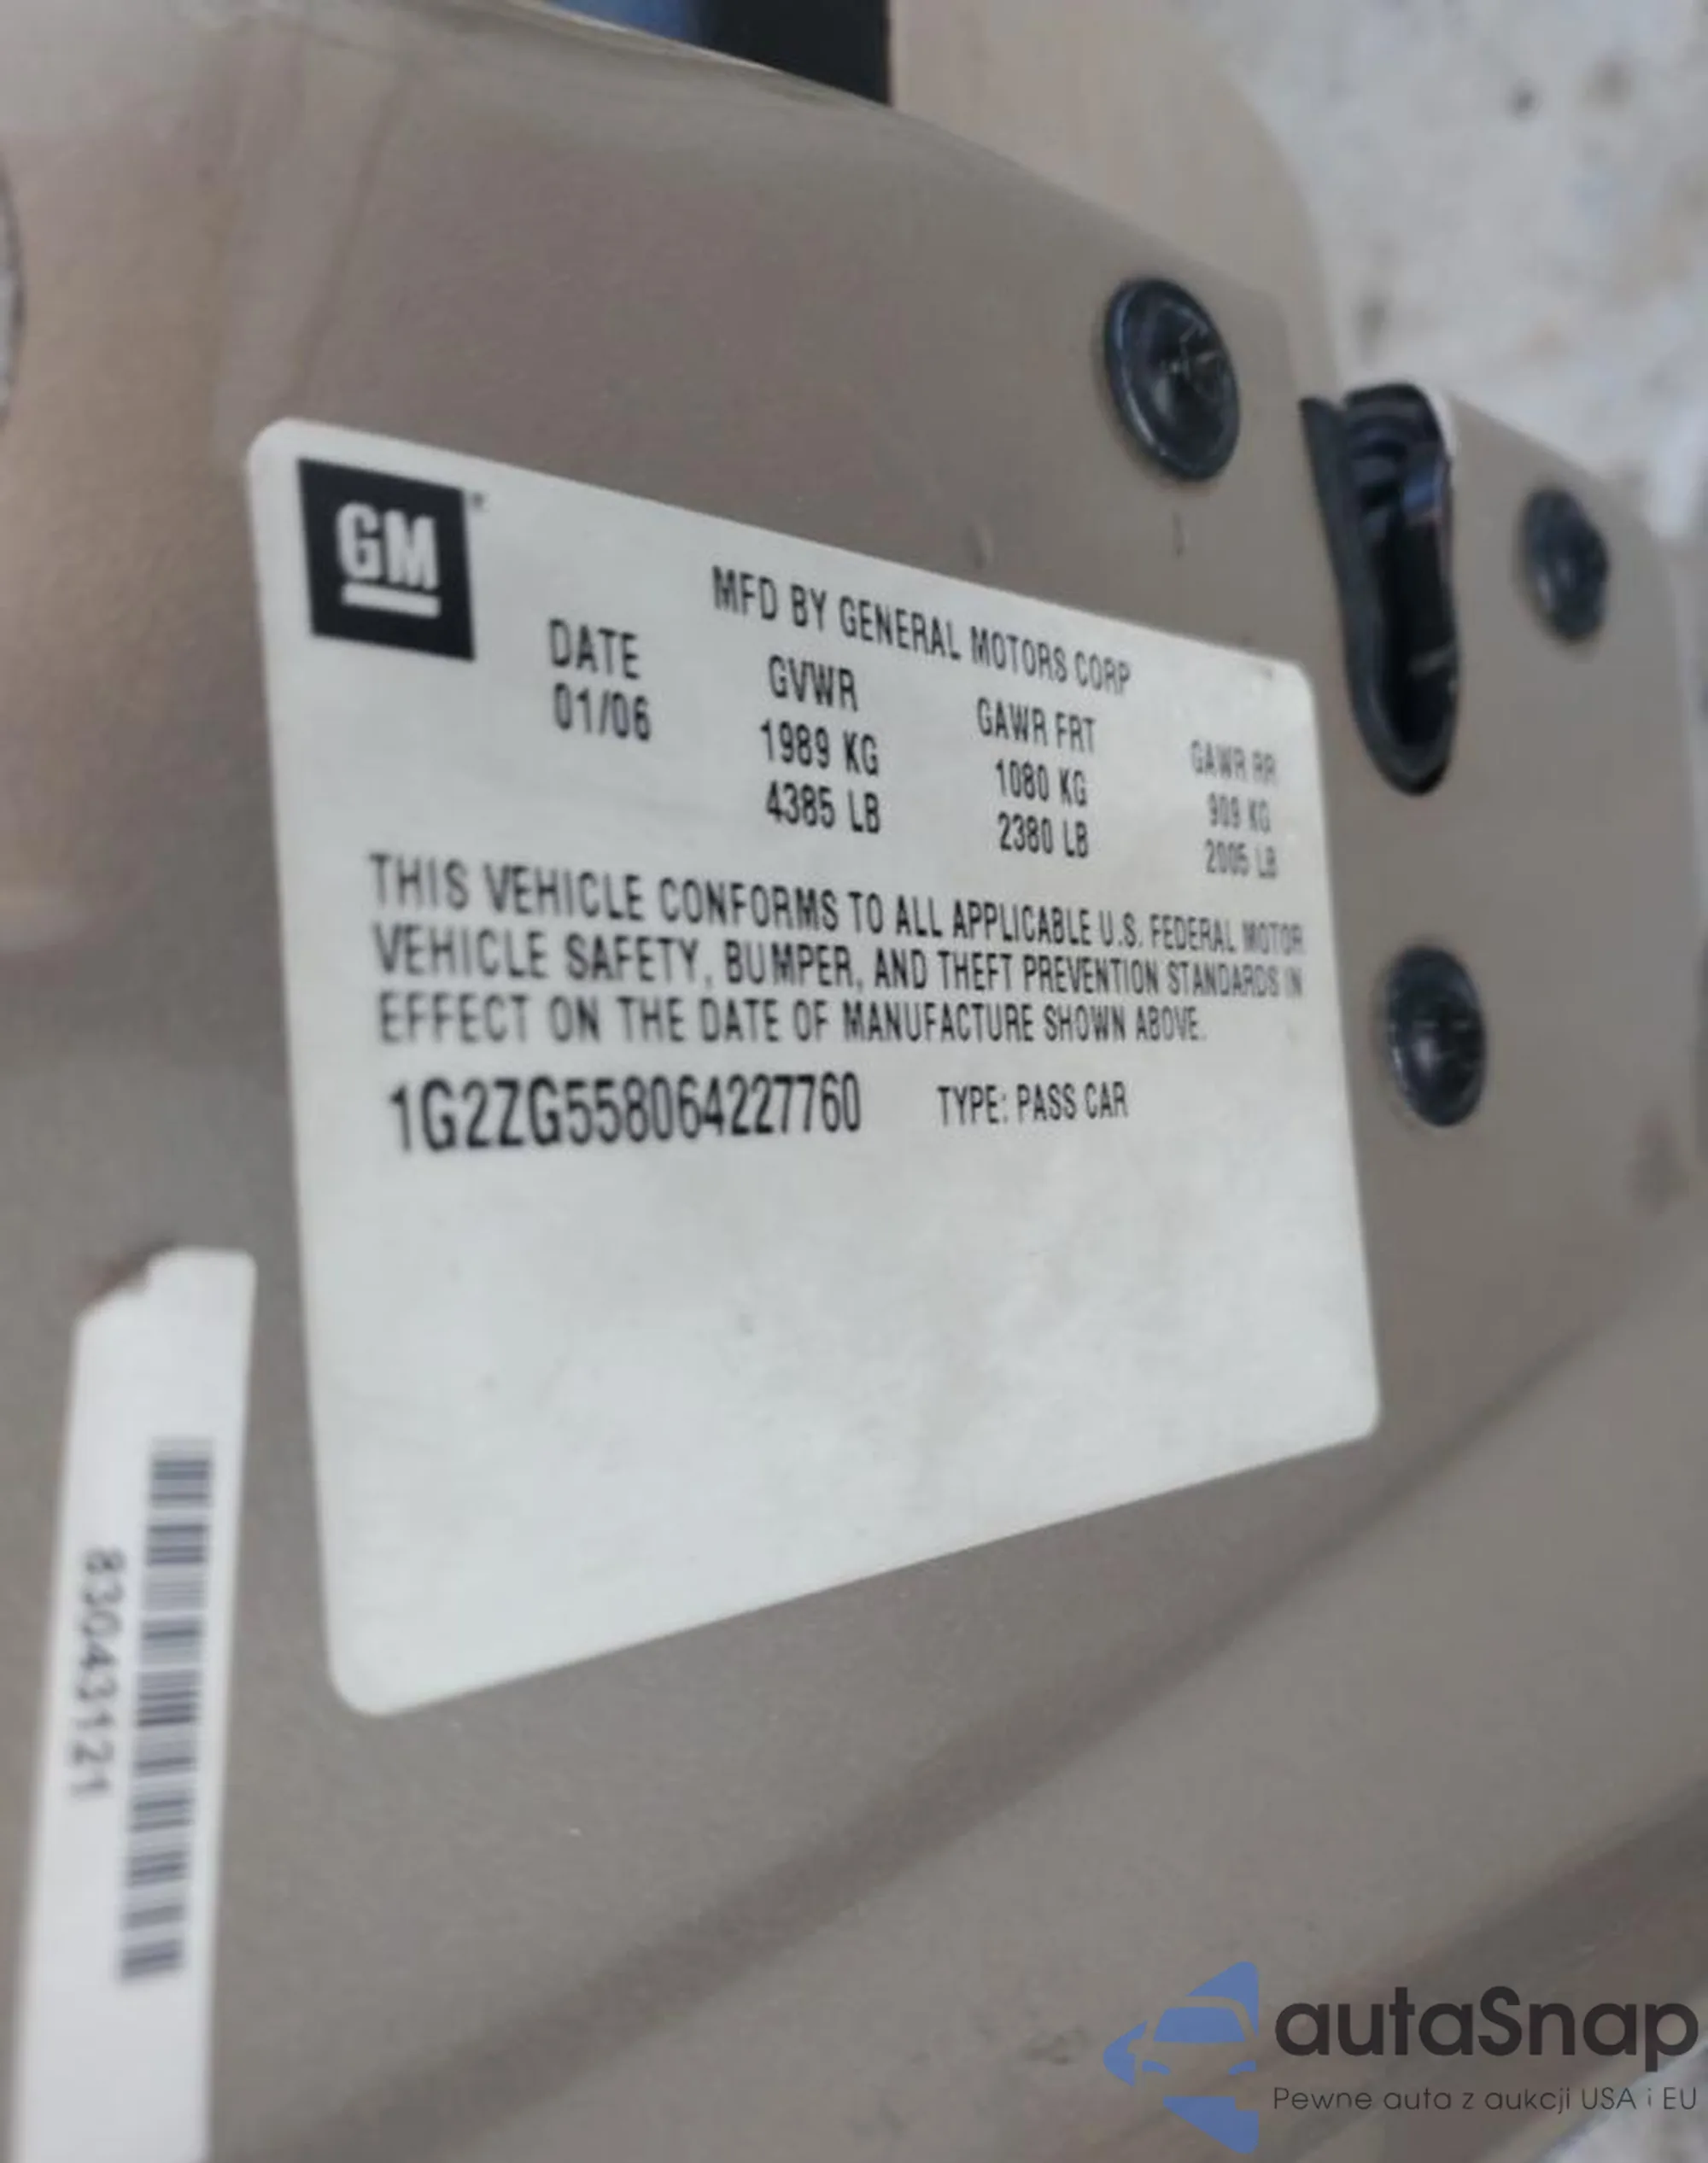 GM
MFD BY GENERAL MOTORS CORP
DATE GVWR GAWR FRT GAWR RR
01/06 1989 KG 1080 KG 909 KG
4385 LB 2380 LB 2005 LB
THIS VEHICLE CONFORMS TO ALL APPLICABLE U.S. FEDERAL MOTOR
VEHICLE SAFETY, BUMPER, AND THEFT PREVENTION STANDARDS IN
EFFECT ON THE DATE OF MANUFACTURE SHOWN ABOVE.
1G2ZG558064227760 TYPE: PASS CAR
83043121
autaSnap
Pewne auta z aukcji USA i EU